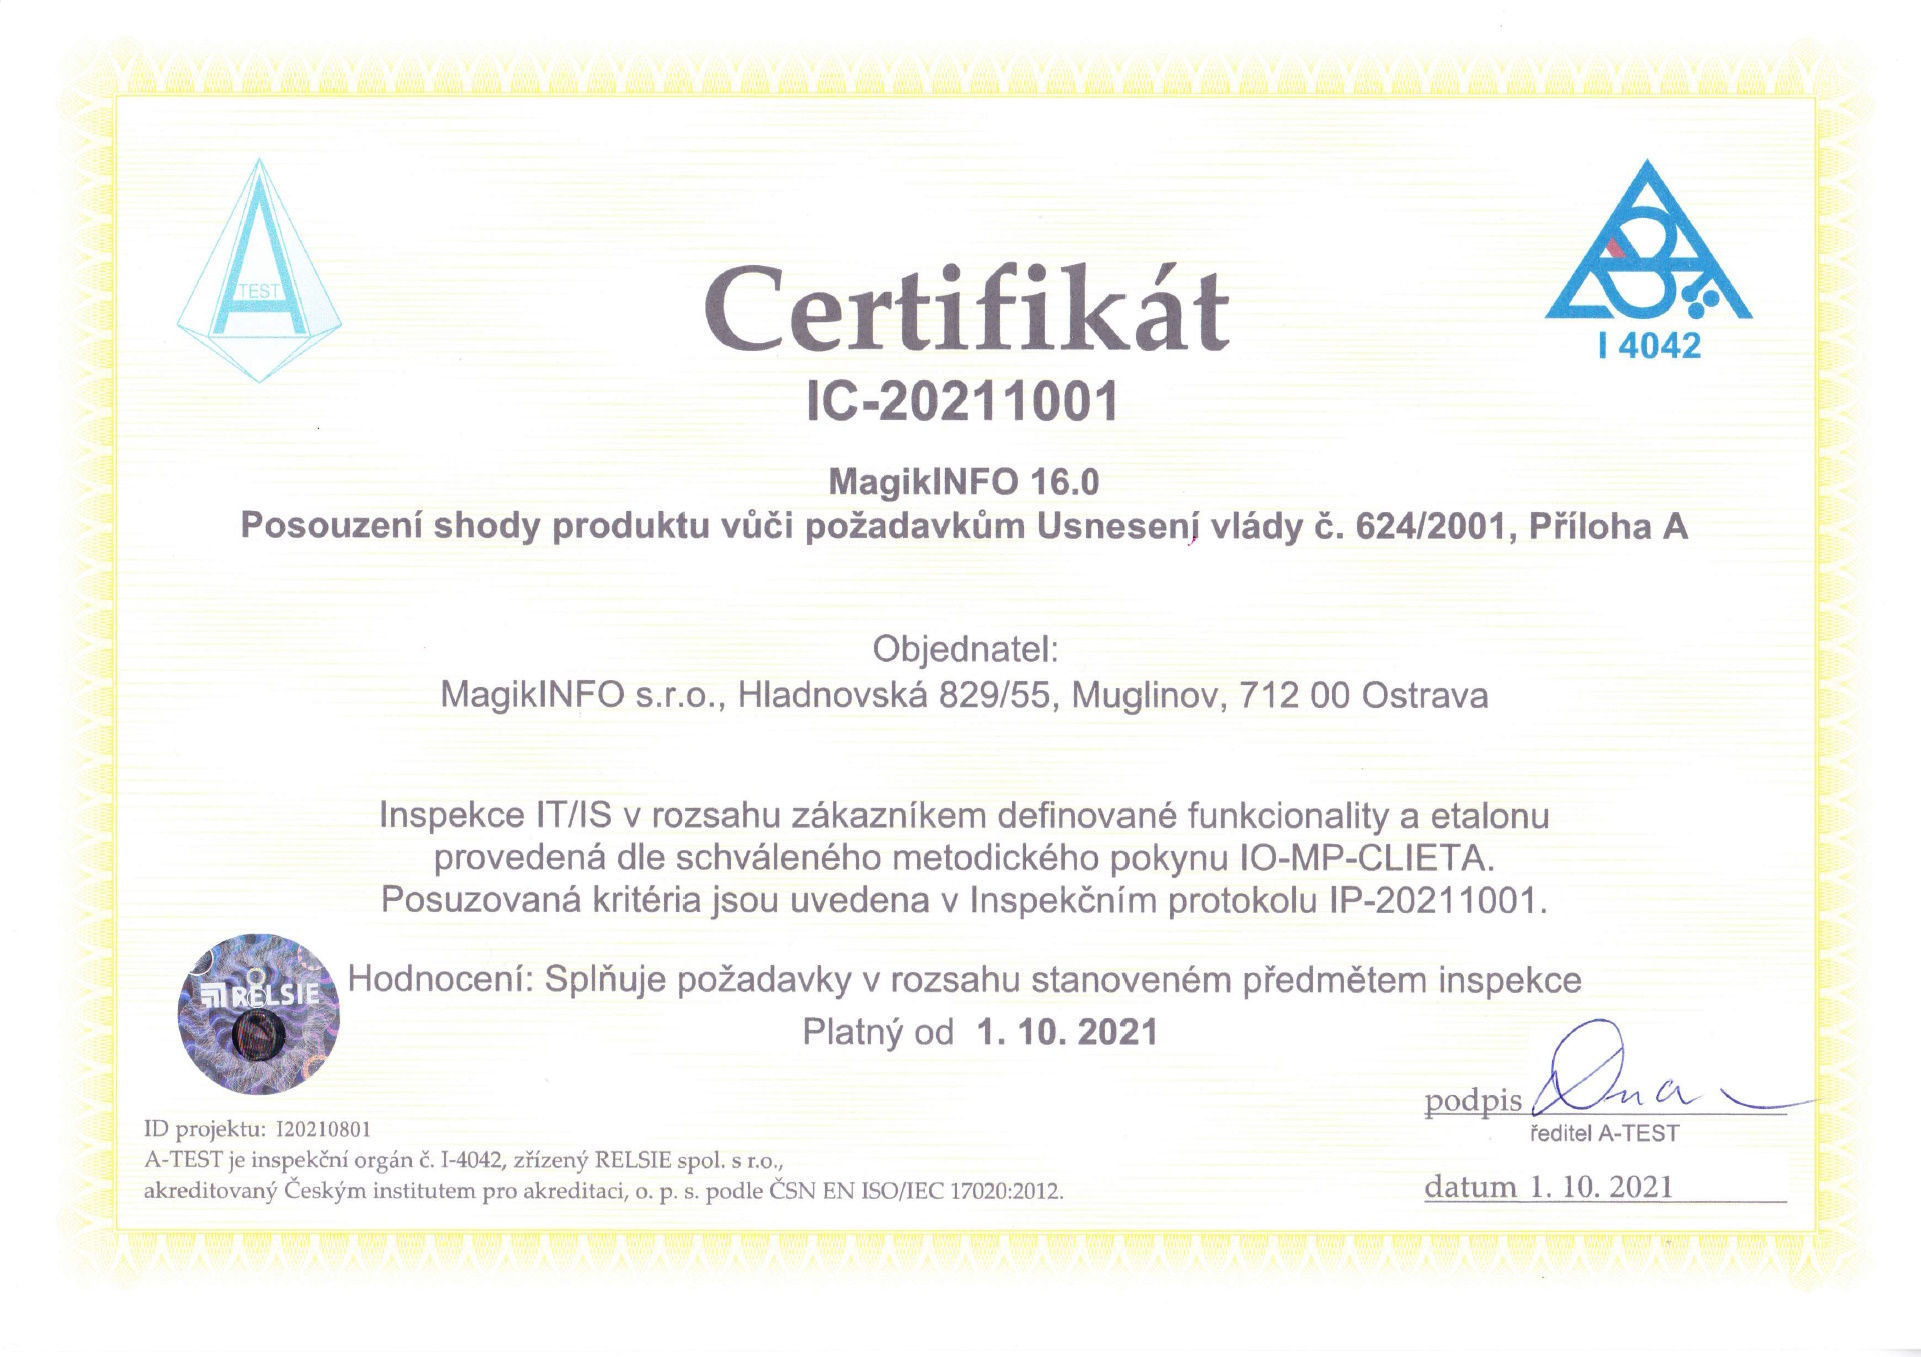 A
TEST
I 4042
Certifikát
IC-20211001
MagikINFO 16.0
Posouzení shody produktu vůči požadavkům Usnesení vlády č. 624/2001, Příloha A
Objednatel:
MagikINFO s.r.o., Hladnovská 829/55, Muglinov, 712 00 Ostrava
Inspekce IT/IS v rozsahu zákazníkem definované funkcionality a etalonu
provedená dle schváleného metodického pokynu IO-MP-CLIETA.
Posuzovaná kritéria jsou uvedena v Inspekčním protokolu IP-20211001.
RELSIE
Hodnocení: Splňuje požadavky v rozsahu stanoveném předmětem inspekce
Platný od 1. 10. 2021
podpis
ředitel A-TEST
datum 1. 10. 2021
ID projektu: I20210801
A-TEST je inspekční orgán č. I-4042, zřízený RELSIE spol. s r.o.,
akreditovaný Českým institutem pro akreditaci, o. p. s. podle ČSN EN ISO/IEC 17020:2012.